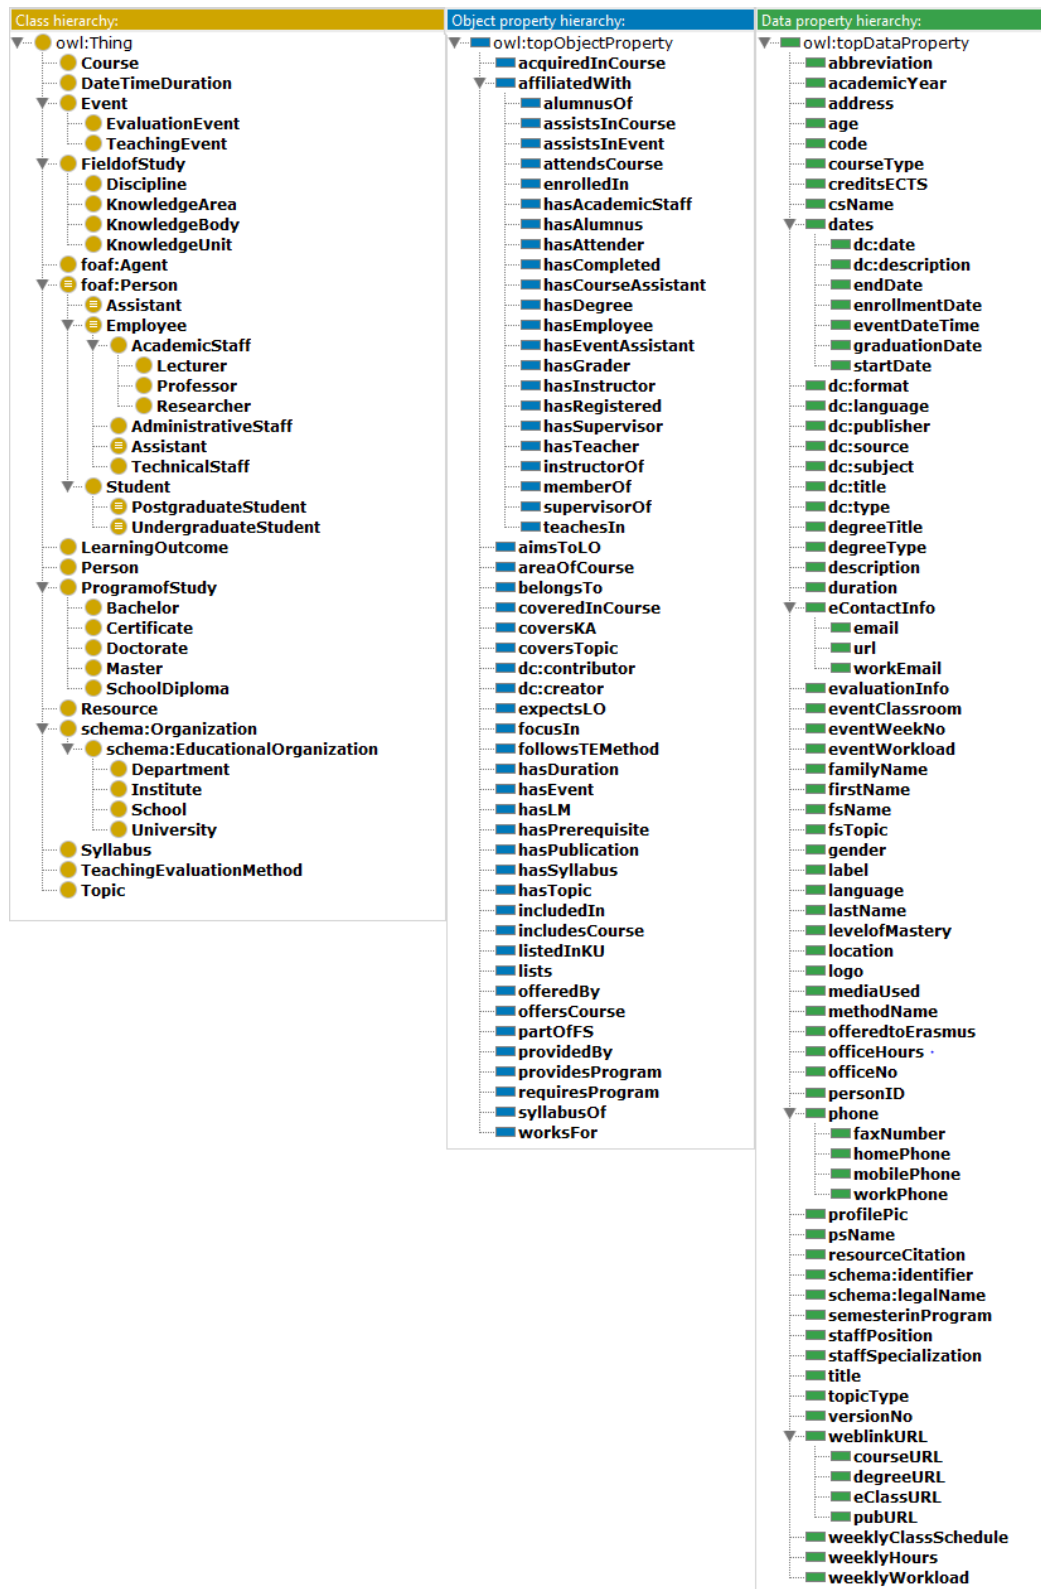 Class hierarchy:
owl:Thing
Course
DateTimeDuration
Event
EvaluationEvent
TeachingEvent
FieldofStudy
Discipline
KnowledgeArea
KnowledgeBody
KnowledgeUnit
foaf:Agent
foaf:Person
Assistant
Employee
AcademicStaff
Lecturer
Professor
Researcher
AdministrativeStaff
Assistant
TechnicalStaff
Student
PostgraduateStudent
UndergraduateStudent
LearningOutcome
Person
ProgramofStudy
Bachelor
Certificate
Doctorate
Master
SchoolDiploma
Resource
schema:Organization
schema:EducationalOrganization
Department
Institute
School
University
Syllabus
TeachingEvaluationMethod
Topic
Object property hierarchy:
owl:topObjectProperty
acquiredInCourse
affiliatedWith
alumnusOf
assistsInCourse
assistsInEvent
attendsCourse
enrolledIn
hasAcademicStaff
hasAlumnus
hasAttender
hasCompleted
hasCourseAssistant
hasDegree
hasEmployee
hasEventAssistant
hasGrader
hasInstructor
hasRegistered
hasSupervisor
hasTeacher
instructorOf
memberOf
supervisorOf
teachesIn
aimsToLO
areaOfCourse
belongsTo
coveredInCourse
coversKA
coversTopic
dc:contributor
dc:creator
expectsLO
focusIn
followsTEMethod
hasDuration
hasEvent
hasLM
hasPrerequisite
hasPublication
hasSyllabus
hasTopic
includedIn
includesCourse
listedInKU
lists
offeredBy
offersCourse
partOfFS
providedBy
providesProgram
requiresProgram
syllabusOf
worksFor
Data property hierarchy:
owl:topDataProperty
abbreviation
academicYear
address
age
code
courseType
creditsECTS
csName
dates
dc:date
dc:description
endDate
enrollmentDate
eventDateTime
graduationDate
startDate
dc:format
dc:language
dc:publisher
dc:source
dc:subject
dc:title
dc:type
degreeTitle
degreeType
description
duration
eContactInfo
email
url
workEmail
evaluationInfo
eventClassroom
eventWeekNo
eventWorkload
familyName
firstName
fsName
fsTopic
gender
label
language
lastName
levelofMastery
location
logo
mediaUsed
methodName
offeredtoErasmus
officeHours
officeNo
personID
phone
faxNumber
homePhone
mobilePhone
workPhone
profilePic
psName
resourceCitation
schema:identifier
schema:legalName
semesterinProgram
staffPosition
staffSpecialization
title
topicType
versionNo
weblinkURL
courseURL
degreeURL
eClassURL
pubURL
weeklyClassSchedule
weeklyHours
weeklyWorkload